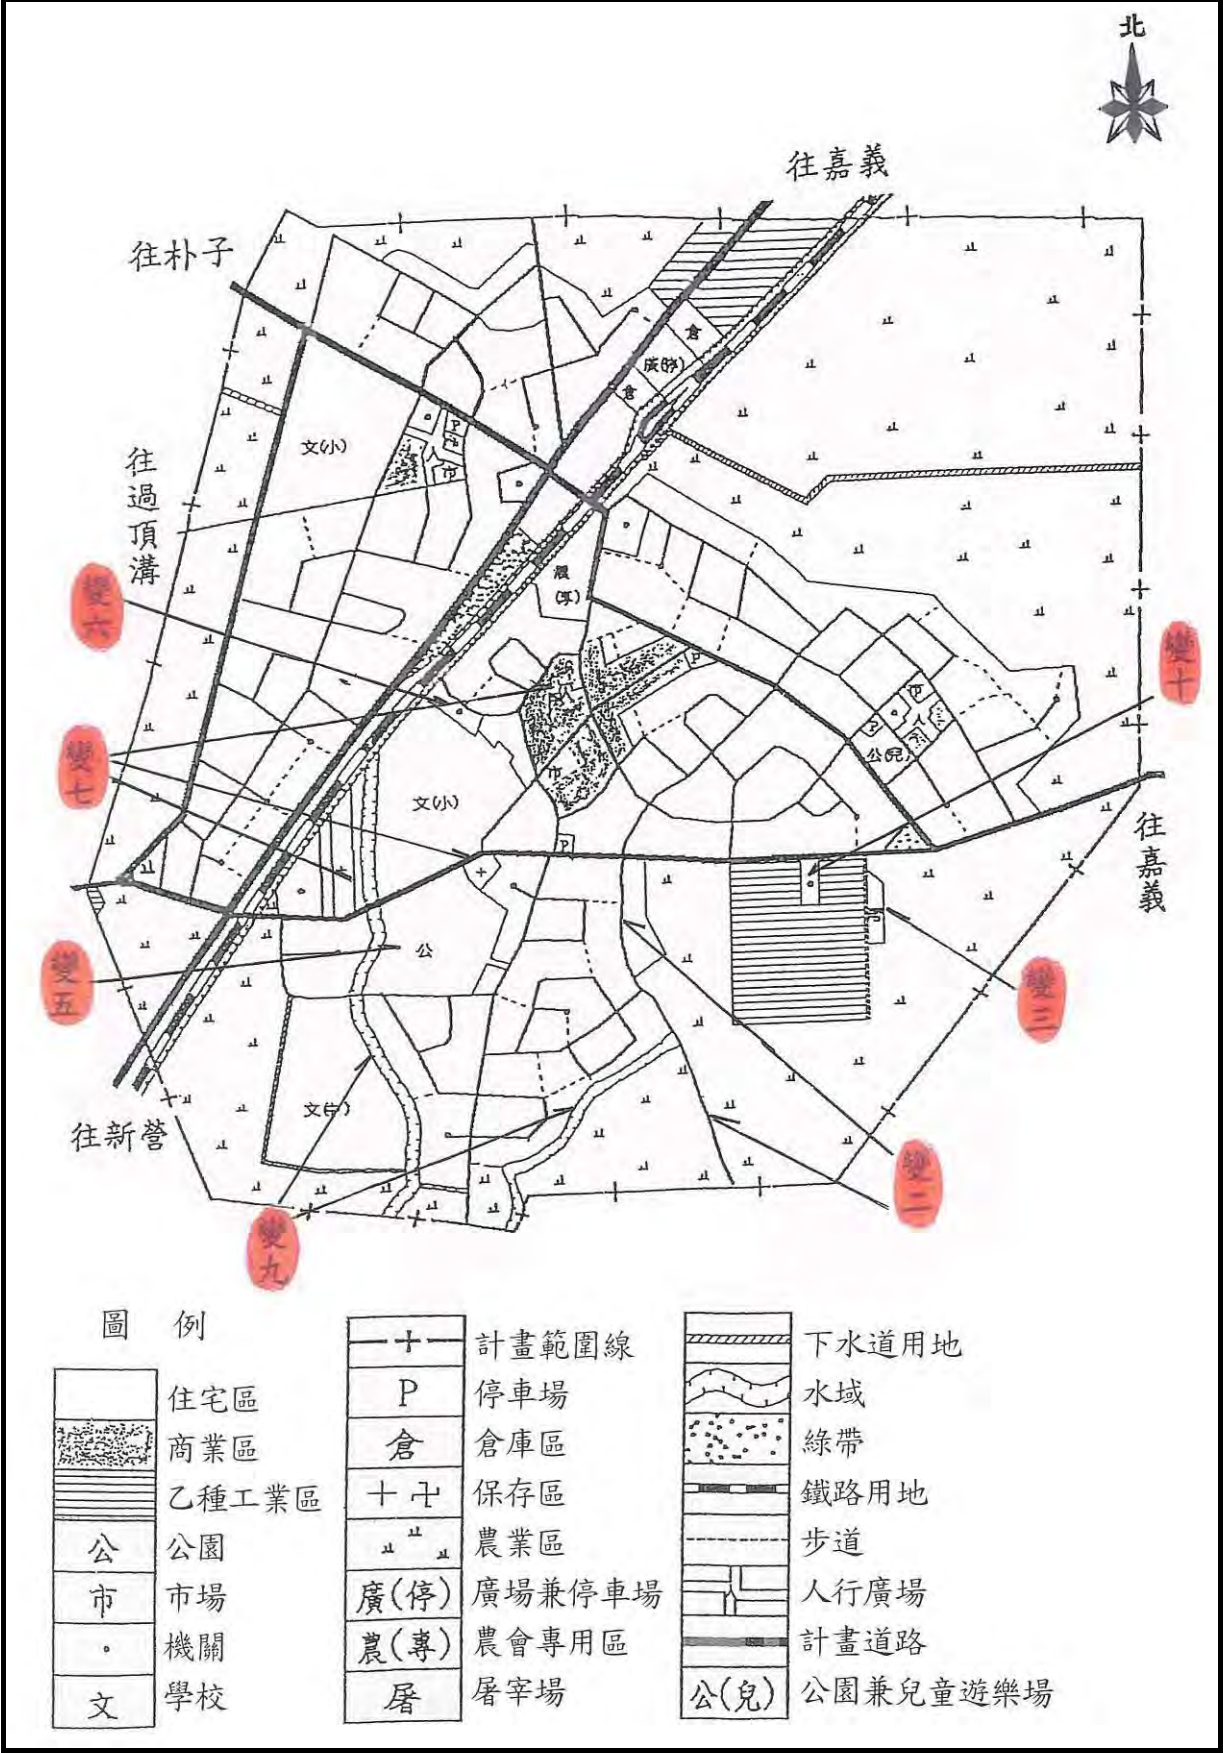 北
往嘉義
往朴子
倉
廣(停)
倉
文(小)
P
卍
人
市
往過頂溝
農
(專)
變六
P
變十
市
P
人
公(兒)
變七
市
文(小)
P
往嘉義
變五
公
變三
文(中)
往新營
變二
變九
圖 例
住宅區
商業區
乙種工業區
公 公園
市 市場
機關
文 學校
計畫範圍線
P 停車場
倉 倉庫區
十 卍 保存區
農業區
廣(停) 廣場兼停車場
農(專) 農會專用區
屠 屠宰場
下水道用地
水域
綠帶
鐵路用地
步道
人行廣場
計畫道路
公(兒) 公園兼兒童遊樂場